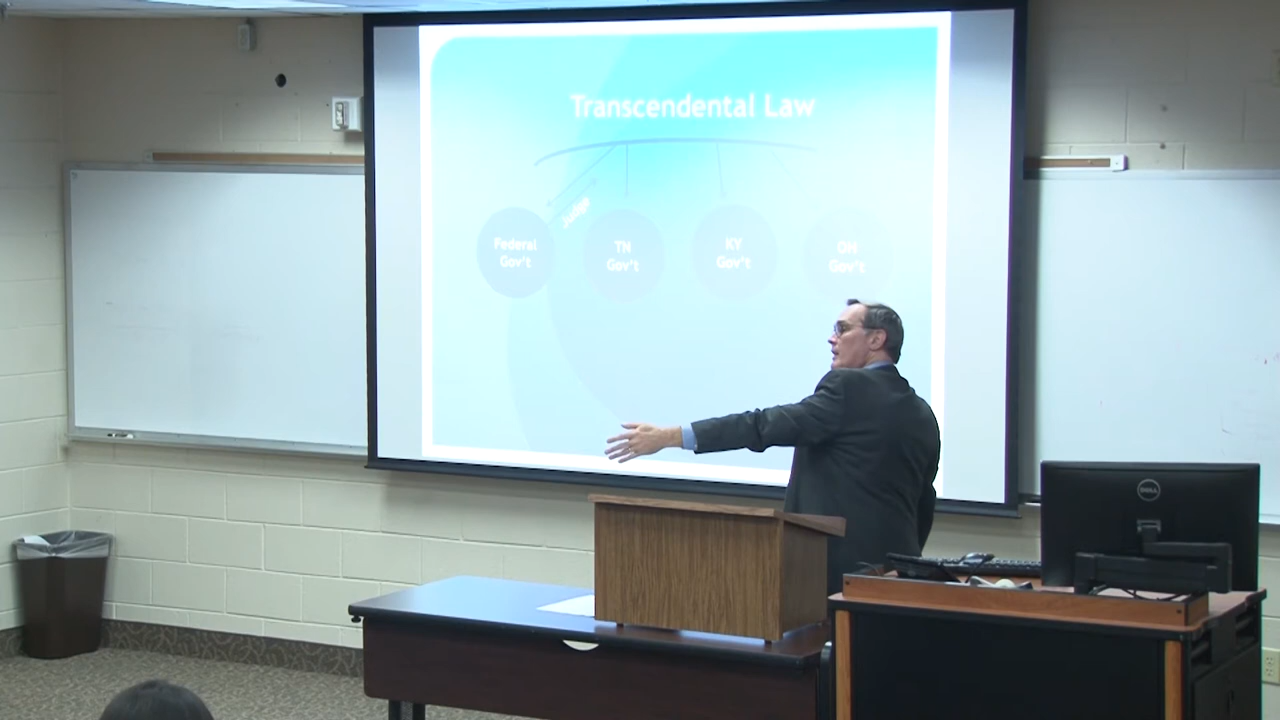 Transcendental Law
Judge
Federal
Gov't
TN
Gov't
KY
Gov't
OH
Gov't
DELL